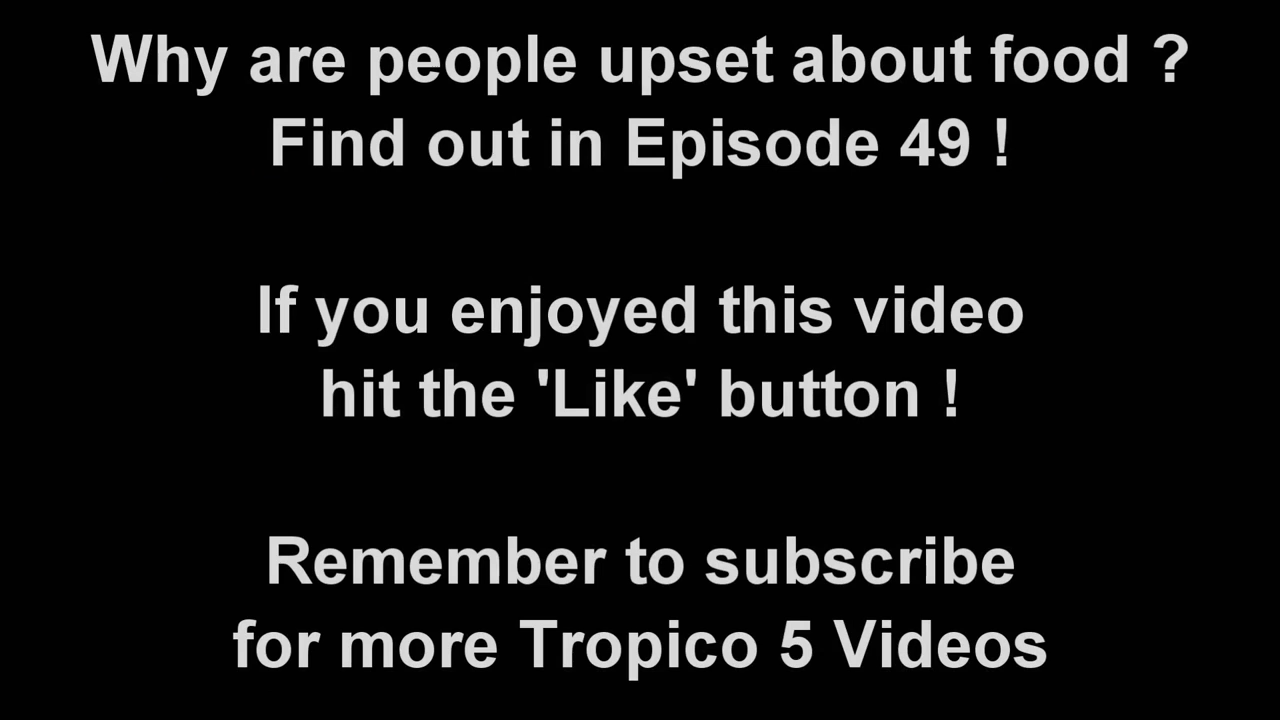 Why are people upset about food ?
Find out in Episode 49 !
If you enjoyed this video
hit the 'Like' button !
Remember to subscribe
for more Tropico 5 Videos